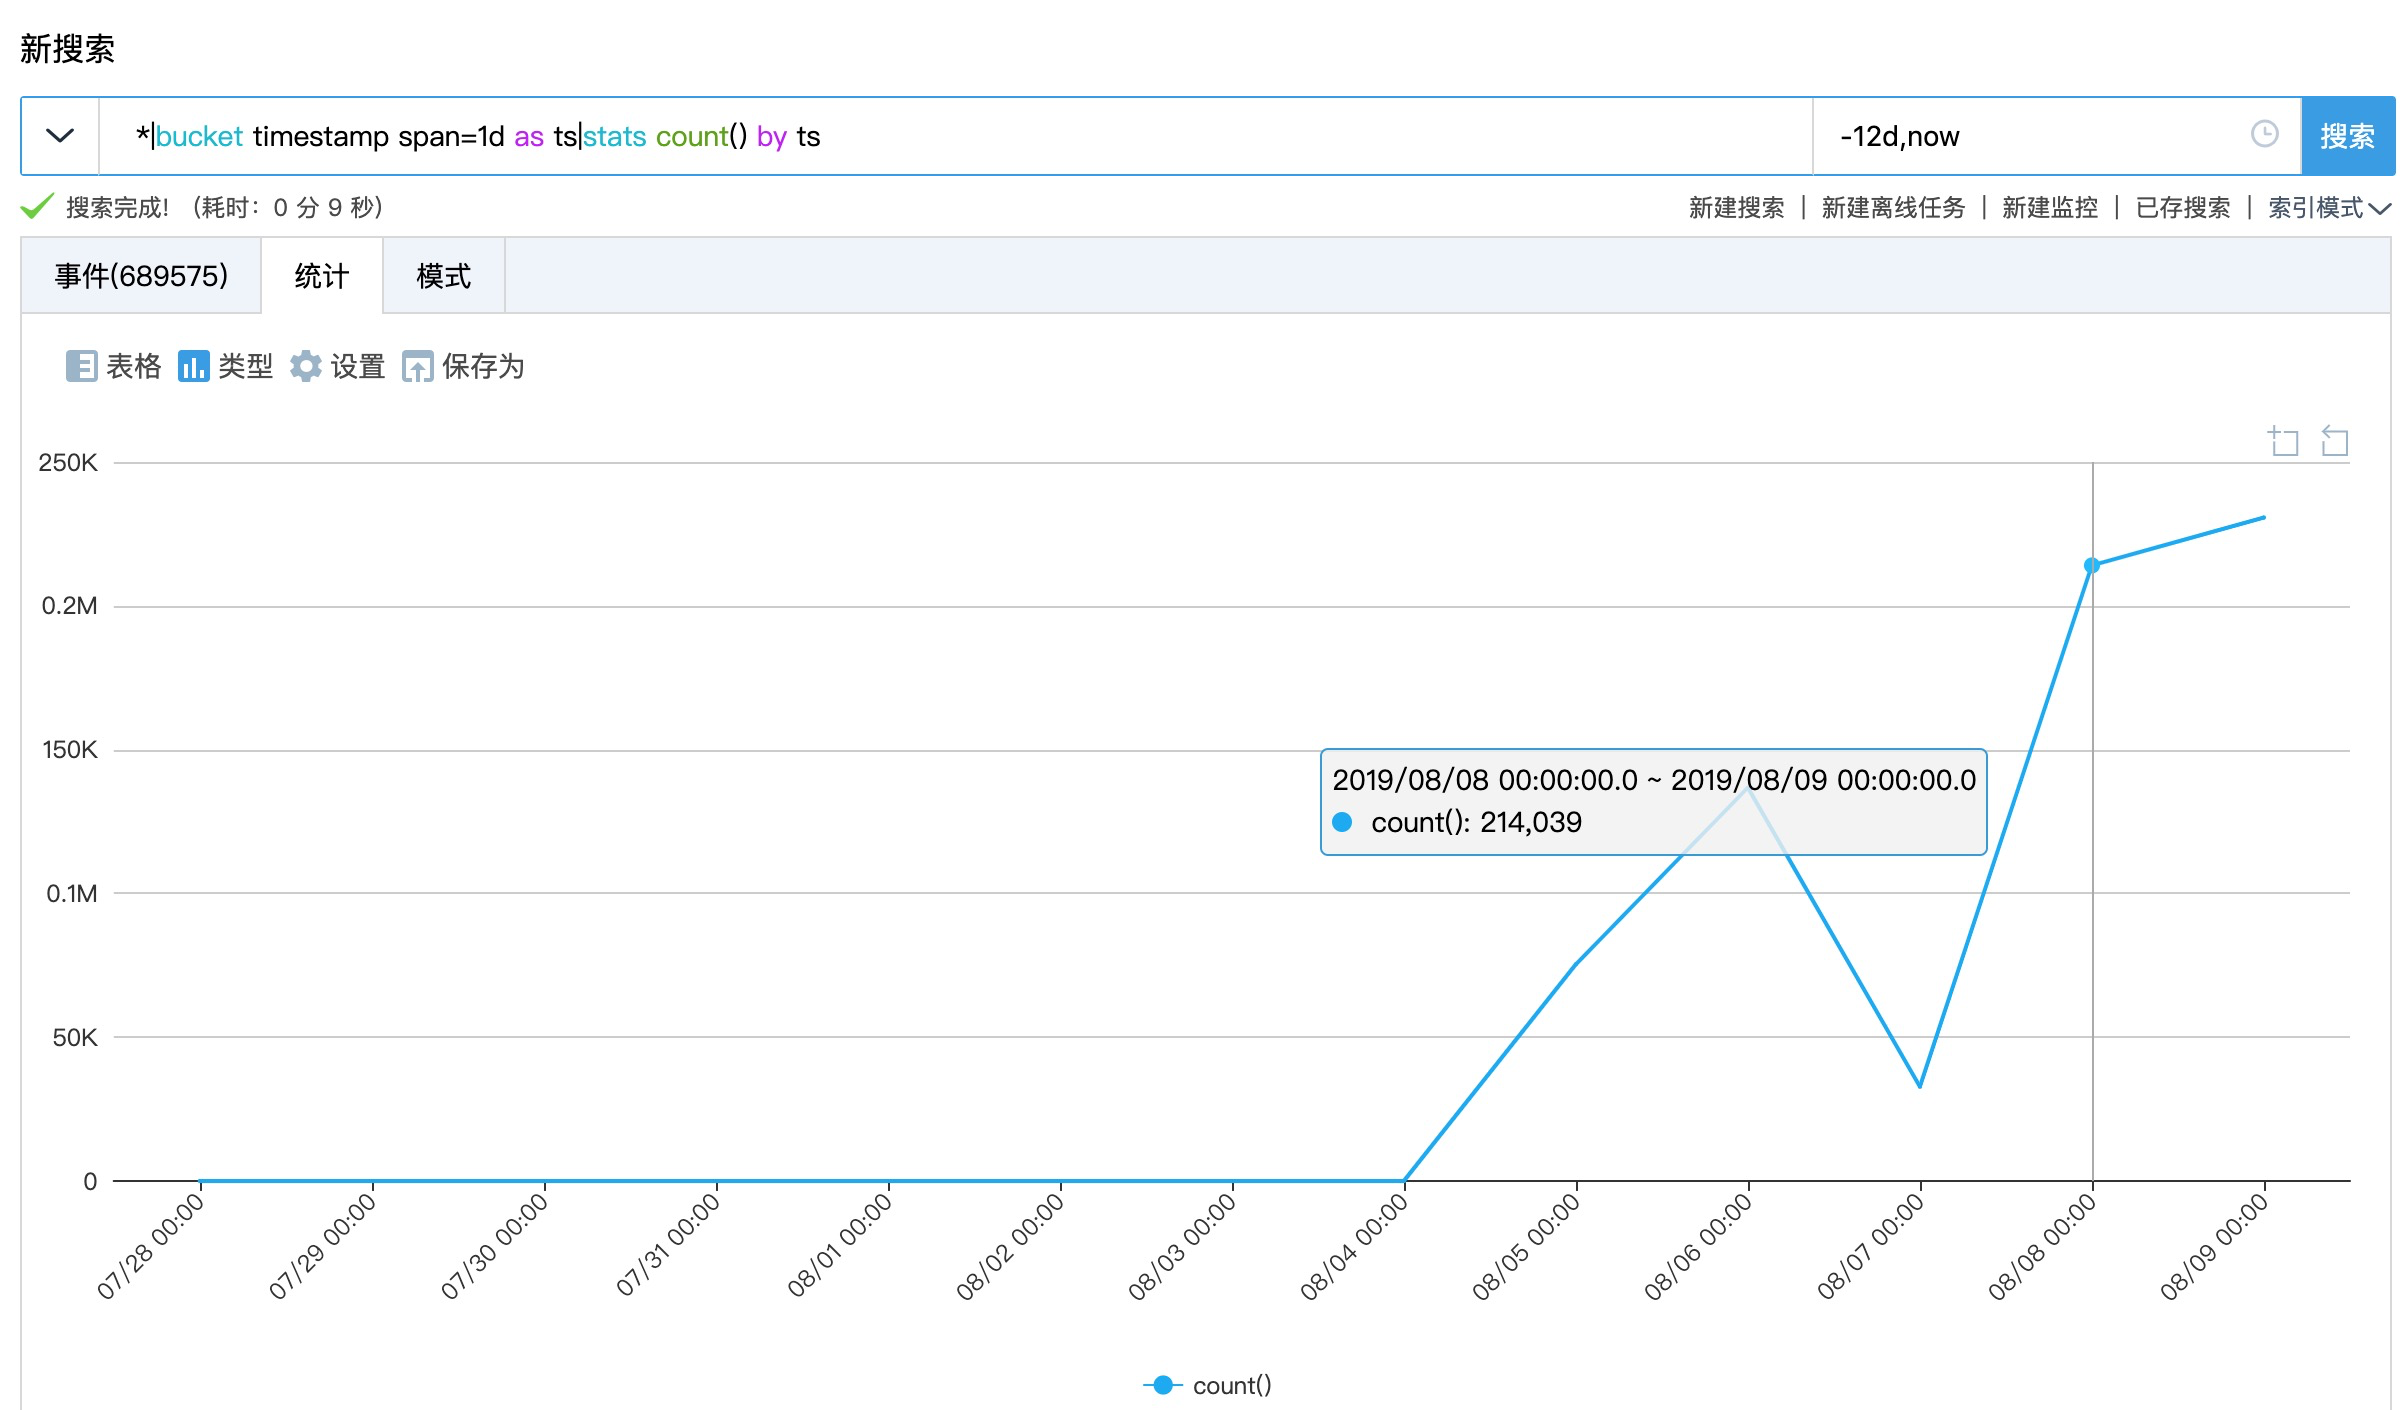 新搜索
*|bucket timestamp span=1d as ts|stats count() by ts
-12d,now
搜索
搜索完成! (耗时: 0 分 9 秒)
新建搜索 | 新建离线任务 | 新建监控 | 已存搜索 | 索引模式
事件(689575)
统计
模式
表格
类型
设置
保存为
250K
0.2M
150K
0.1M
50K
0
2019/08/08 00:00:00.0 ~ 2019/08/09 00:00:00.0
count(): 214,039
07/28 00:00
07/29 00:00
07/30 00:00
07/31 00:00
08/01 00:00
08/02 00:00
08/03 00:00
08/04 00:00
08/05 00:00
08/06 00:00
08/07 00:00
08/08 00:00
08/09 00:00
count()